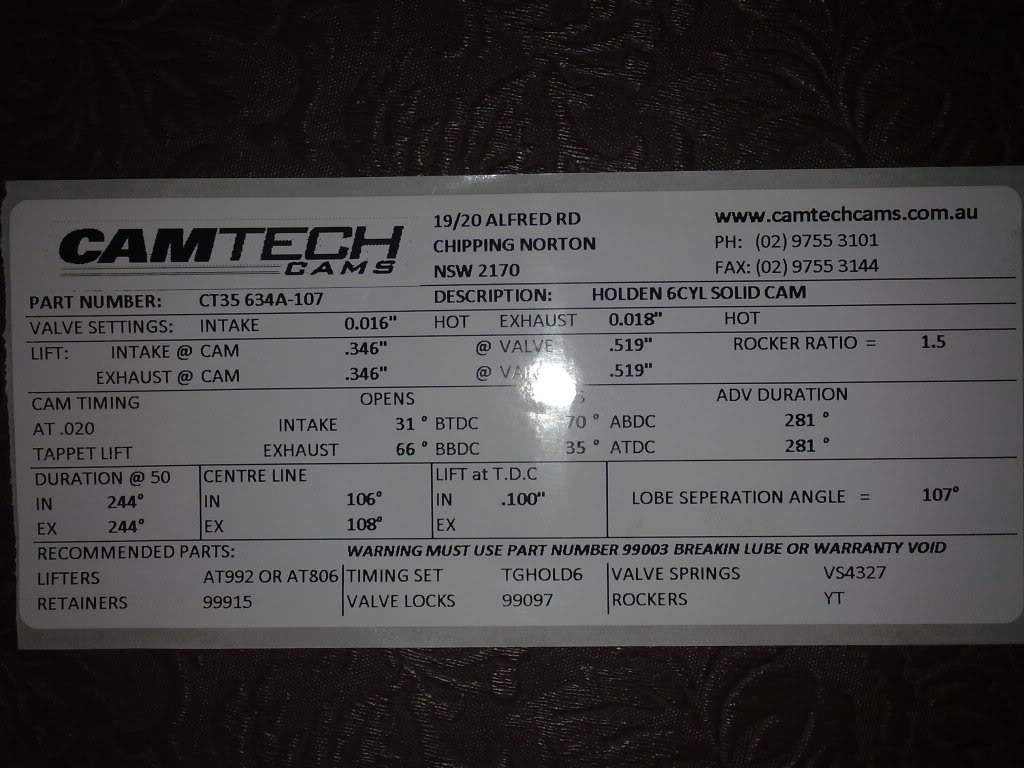 CAMTECH
CAMS
19/20 ALFRED RD
CHIPPING NORTON
NSW 2170
www.camtechcams.com.au
PH: (02) 9755 3101
FAX: (02) 9755 3144
PART NUMBER: CT35 634A-107 DESCRIPTION: HOLDEN 6CYL SOLID CAM
VALVE SETTINGS: INTAKE 0.016" HOT EXHAUST 0.018" HOT
LIFT: INTAKE @ CAM .346" @ VALVE .519" ROCKER RATIO = 1.5
EXHAUST @ CAM .346" @ .519"
CAM TIMING OPENS ADV DURATION
AT .020 INTAKE 31° BTDC 70° ABDC 281°
TAPPET LIFT EXHAUST 66° BBDC 35° ATDC 281°
DURATION @ 50 CENTRE LINE LIFT at T.D.C
IN 244° IN 106° IN .100" LOBE SEPERATION ANGLE = 107°
EX 244° EX 108° EX
RECOMMENDED PARTS: WARNING MUST USE PART NUMBER 99003 BREAKIN LUBE OR WARRANTY VOID
LIFTERS AT992 OR AT806 TIMING SET TGHOLD6 VALVE SPRINGS VS4327
RETAINERS 99915 VALVE LOCKS 99097 ROCKERS YT